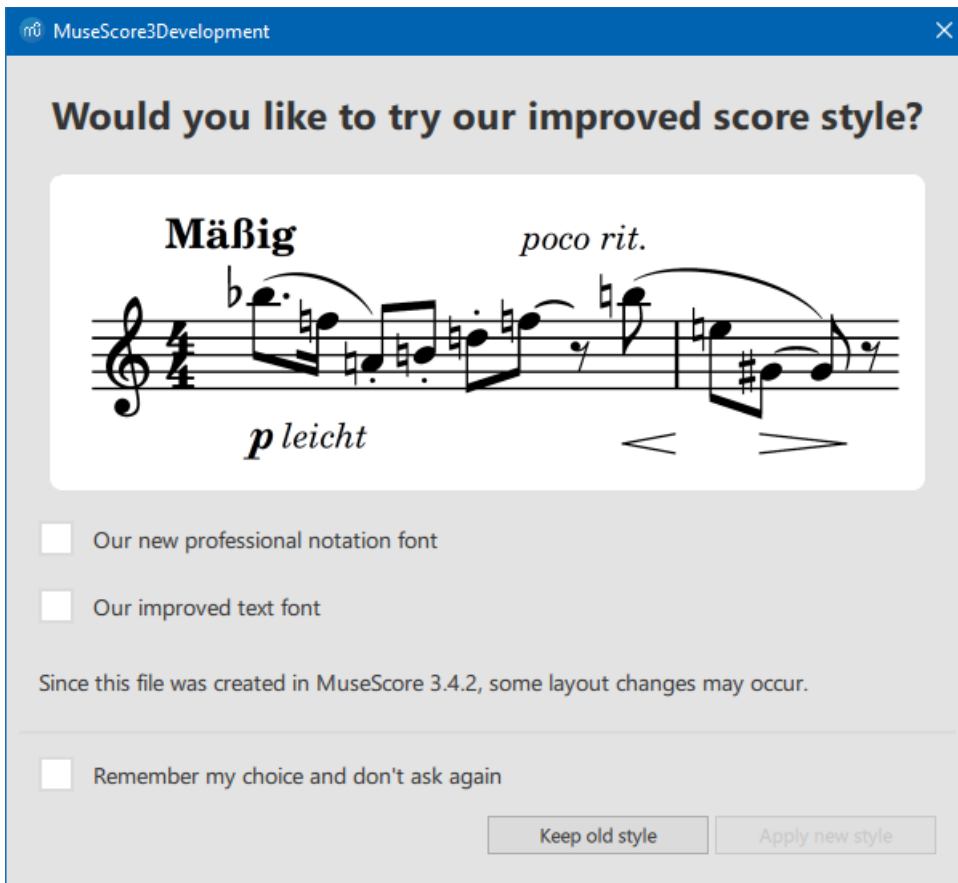 MuseScore3Development
Would you like to try our improved score style?
Mäßig poco rit.
4
4
p leicht
Our new professional notation font
Our improved text font
Since this file was created in MuseScore 3.4.2, some layout changes may occur.
Remember my choice and don't ask again
Keep old style Apply new style